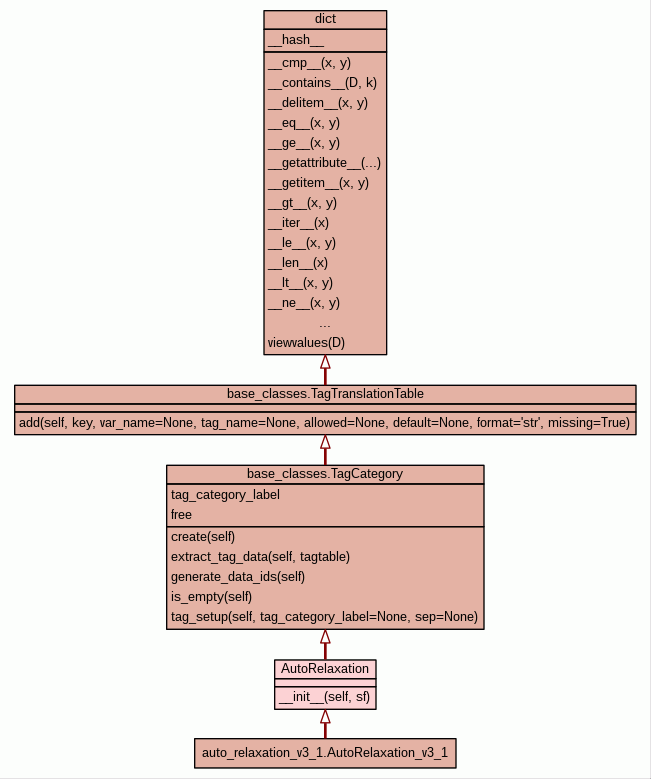 dict
__hash__
__cmp__(x, y)
__contains__(D, k)
__delitem__(x, y)
__eq__(x, y)
__ge__(x, y)
__getattribute__(...)
__getitem__(x, y)
__gt__(x, y)
__iter__(x)
__le__(x, y)
__len__(x)
__lt__(x, y)
__ne__(x, y)
...
viewvalues(D)
base_classes.TagTranslationTable
add(self, key, var_name=None, tag_name=None, allowed=None, default=None, format='str', missing=True)
base_classes.TagCategory
tag_category_label
free
create(self)
extract_tag_data(self, tagtable)
generate_data_ids(self)
is_empty(self)
tag_setup(self, tag_category_label=None, sep=None)
AutoRelaxation
__init__(self, sf)
auto_relaxation_v3_1.AutoRelaxation_v3_1